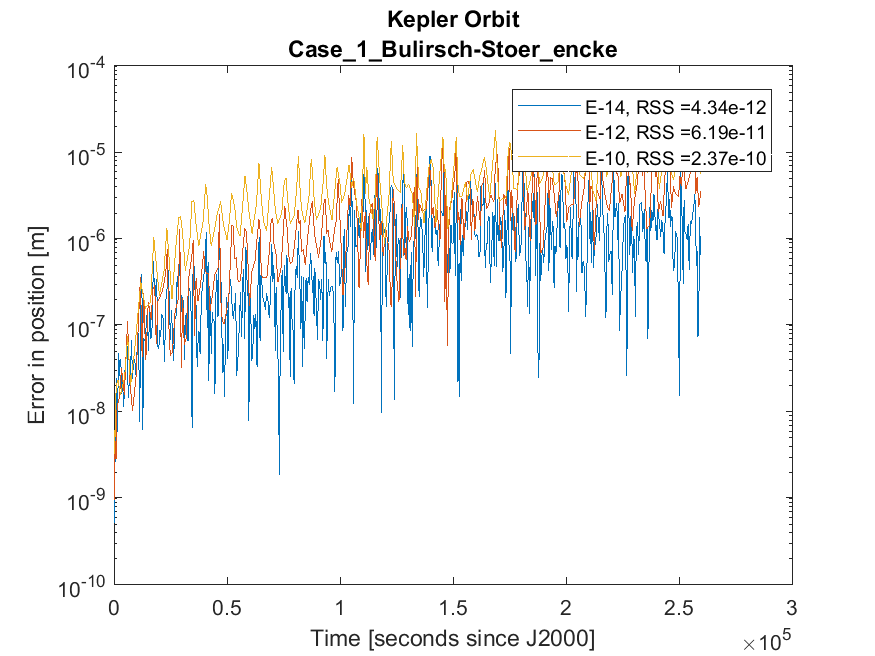 Kepler Orbit
Case_1_Bulirsch-Stoer_encke
10^-4
10^-5
10^-6
10^-7
10^-8
10^-9
10^-10
Error in position [m]
E-14, RSS =4.34e-12
E-12, RSS =6.19e-11
E-10, RSS =2.37e-10
0 0.5 1 1.5 2 2.5 3
Time [seconds since J2000]
×10^5